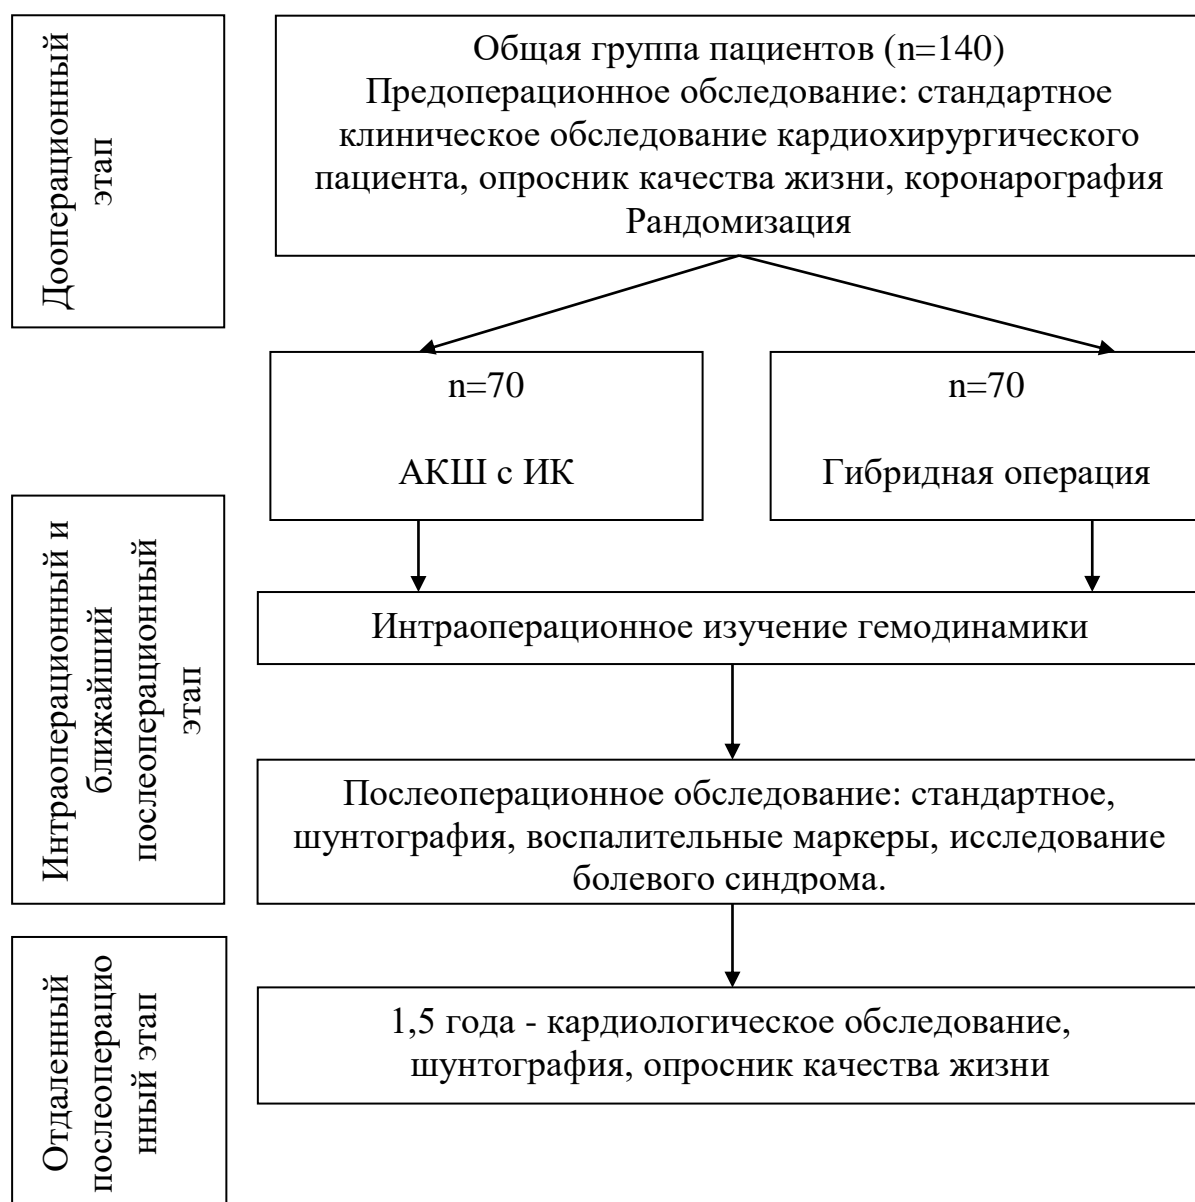 Дооперационный
этап
Общая группа пациентов (n=140)
Предоперационное обследование: стандартное
клиническое обследование кардиохирургического
пациента, опросник качества жизни, коронарография
Рандомизация
n=70
АКШ с ИК
n=70
Гибридная операция
Интраоперационный и
ближайший
послеоперационный
этап
Интраоперационное изучение гемодинамики
Послеоперационное обследование: стандартное,
шунтография, воспалительные маркеры, исследование
болевого синдрома.
Отдаленный
послеоперацио
нный этап
1,5 года - кардиологическое обследование,
шунтография, опросник качества жизни